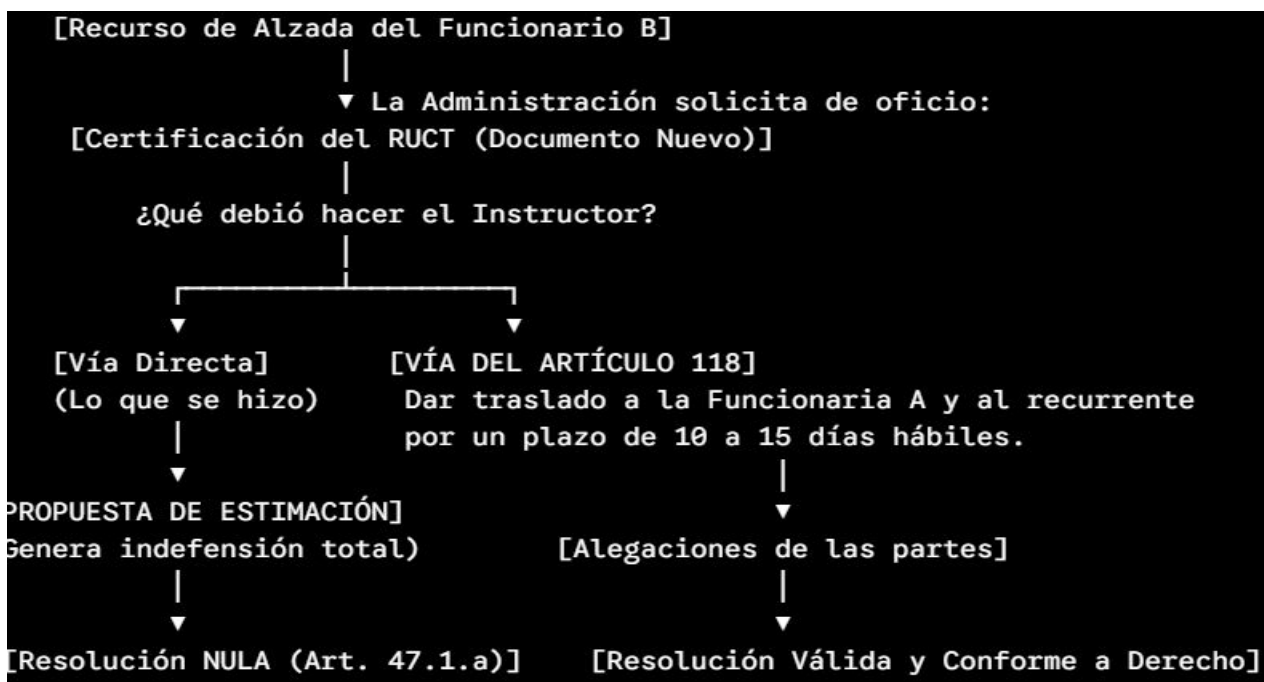 [Recurso de Alzada del Funcionario B]
▼ La Administración solicita de oficio:
[Certificación del RUCT (Documento Nuevo)]
¿Qué debió hacer el Instructor?
▼ ▼
[Vía Directa] [VÍA DEL ARTÍCULO 118]
(Lo que se hizo) Dar traslado a la Funcionaria A y al recurrente
por un plazo de 10 a 15 días hábiles.
▼
PROPUESTA DE ESTIMACIÓN] ▼
Genera indefensión total) [Alegaciones de las partes]
▼ ▼
[Resolución NULA (Art. 47.1.a)] [Resolución Válida y Conforme a Derecho]